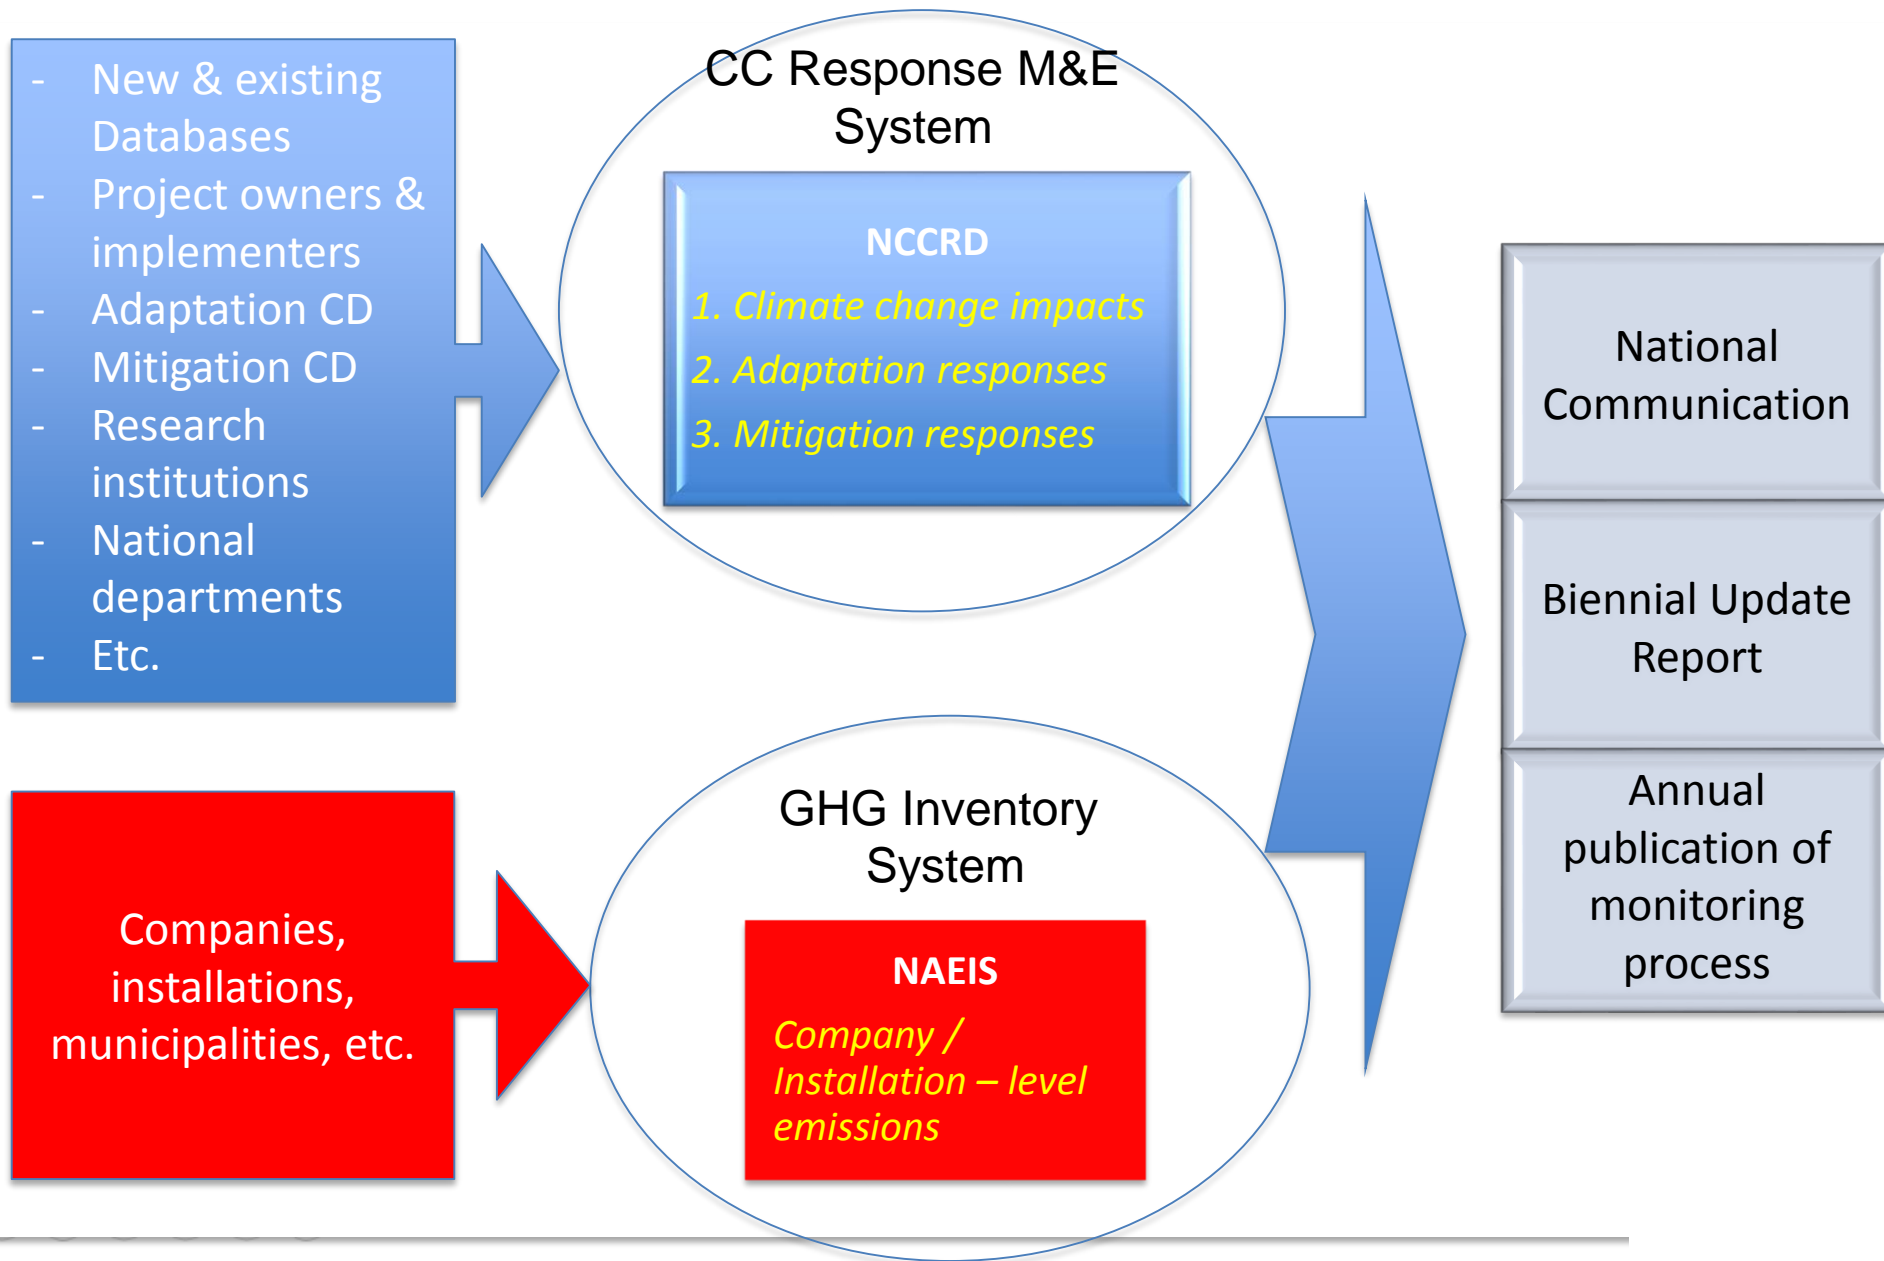 - New & existing
Databases
- Project owners &
implementers
- Adaptation CD
- Mitigation CD
- Research
institutions
- National
departments
- Etc.
CC Response M&E
System
NCCRD
1. Climate change impacts
2. Adaptation responses
3. Mitigation responses
Companies,
installations,
municipalities, etc.
GHG Inventory
System
NAEIS
Company /
Installation – level
emissions
National
Communication
Biennial Update
Report
Annual
publication of
monitoring
process